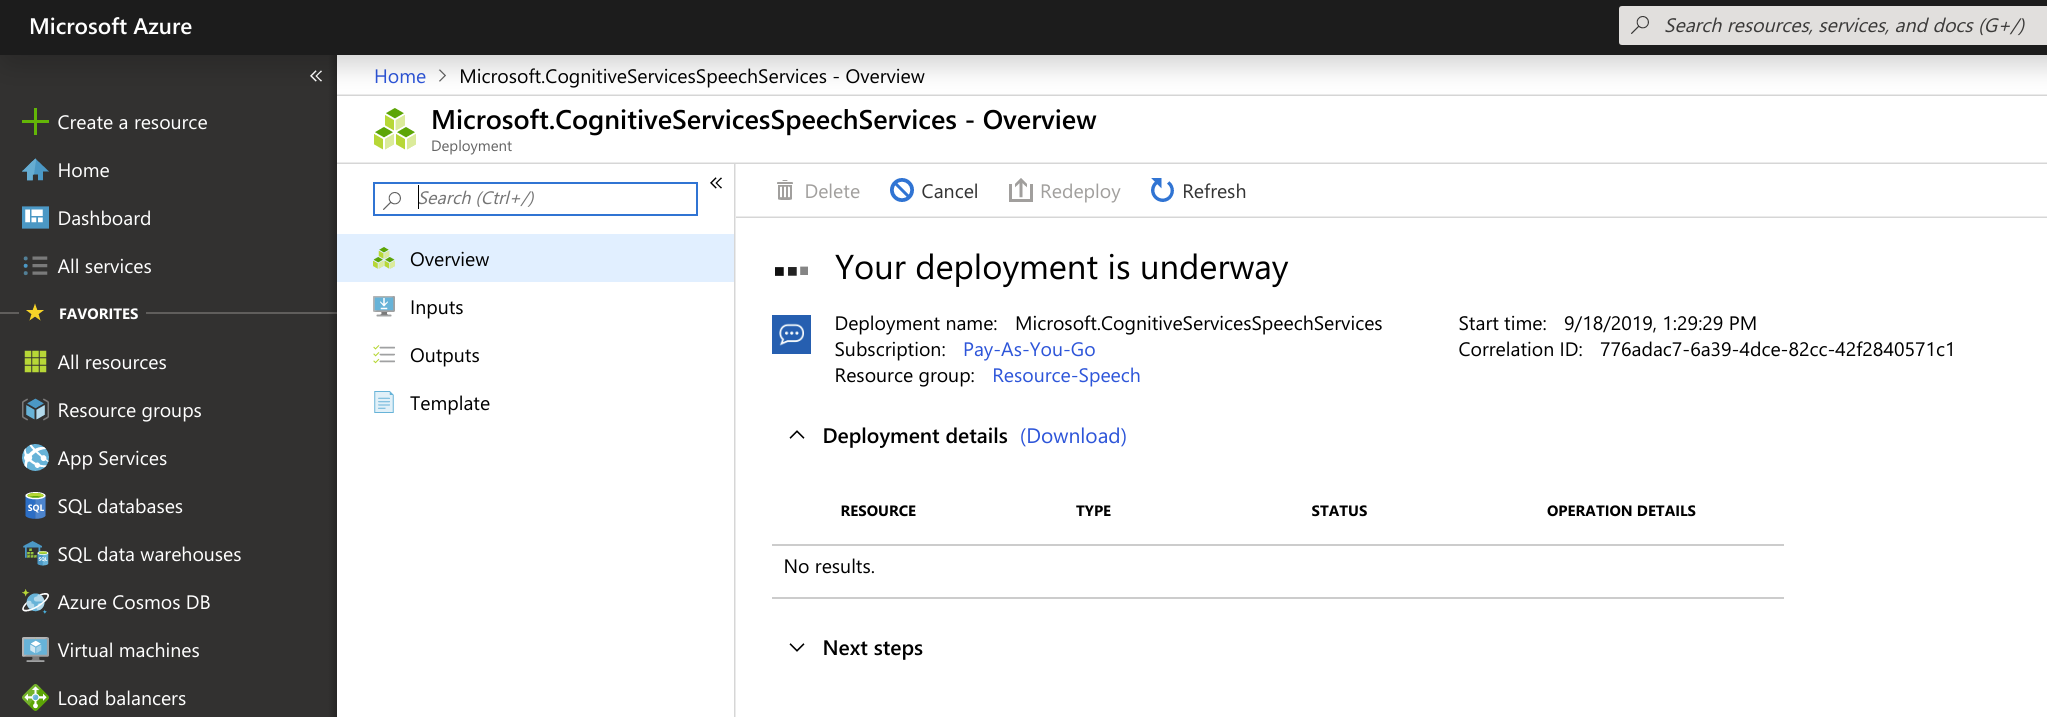 Microsoft Azure
Search resources, services, and docs (G+/)
Create a resource
Home
Dashboard
All services
FAVORITES
All resources
Resource groups
App Services
SQL databases
SQL data warehouses
Azure Cosmos DB
Virtual machines
Load balancers
Home > Microsoft.CognitiveServicesSpeechServices - Overview
Microsoft.CognitiveServicesSpeechServices - Overview
Deployment
Search (Ctrl+/)
Overview
Inputs
Outputs
Template
Delete Cancel Redeploy Refresh
Your deployment is underway
Deployment name: Microsoft.CognitiveServicesSpeechServices
Subscription: Pay-As-You-Go
Resource group: Resource-Speech
Start time: 9/18/2019, 1:29:29 PM
Correlation ID: 776adac7-6a39-4dce-82cc-42f2840571c1
Deployment details (Download)
RESOURCE TYPE STATUS OPERATION DETAILS
No results.
Next steps